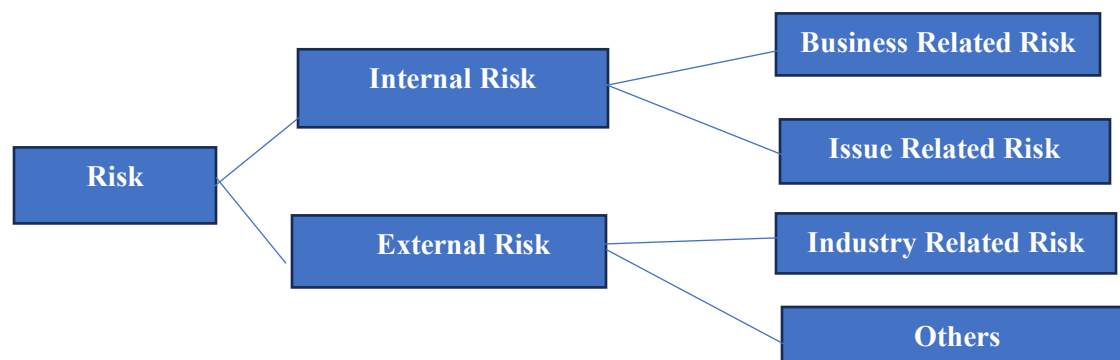 Risk
Internal Risk
External Risk
Business Related Risk
Issue Related Risk
Industry Related Risk
Others